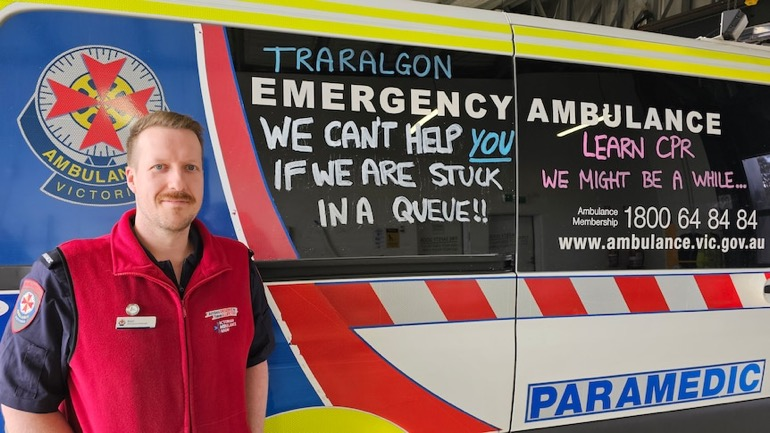 TRARALGON
EMERGENCY AMBULANCE
WE CAN'T HELP YOU
IF WE ARE STUCK
IN A QUEUE!!
LEARN CPR
WE MIGHT BE A WHILE...
Ambulance
Membership 1800 64 84 84
www.ambulance.vic.gov.au
PARAMEDIC
AMBULANCE
VICTORIA